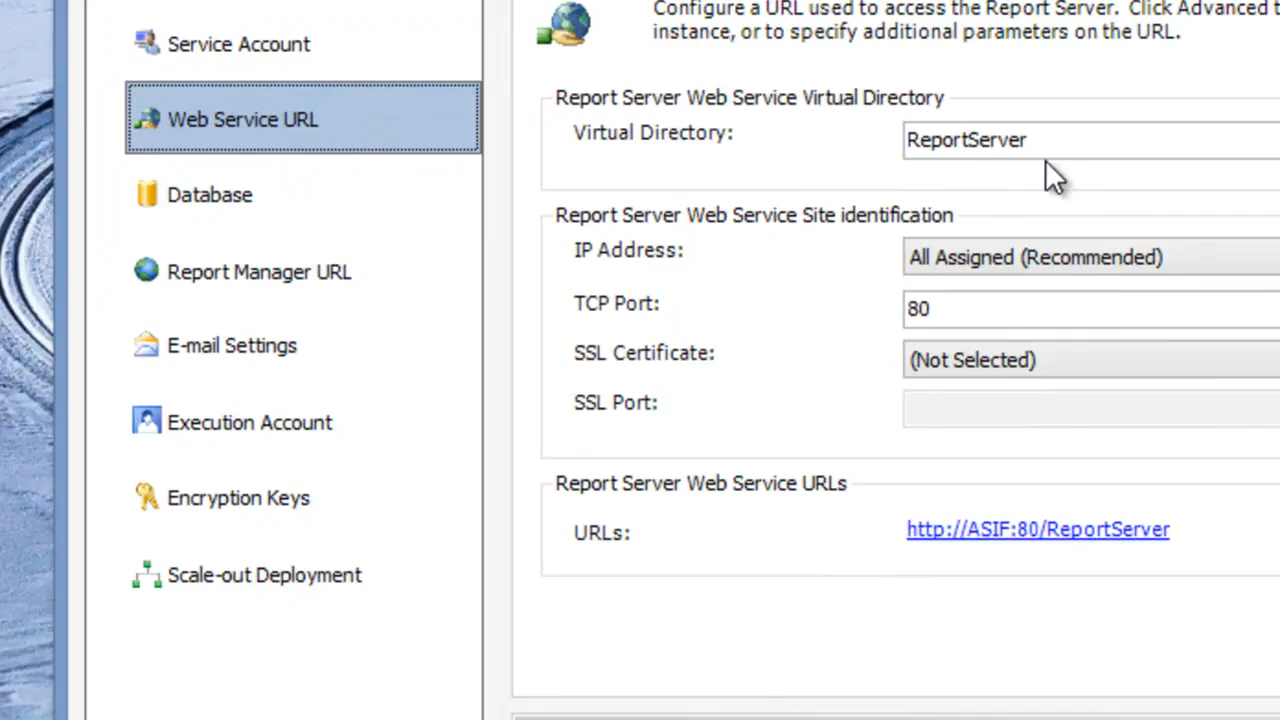 Configure a URL used to access the Report Server. Click Advanced t
instance, or to specify additional parameters on the URL.
Service Account
Web Service URL
Database
Report Manager URL
E-mail Settings
Execution Account
Encryption Keys
Scale-out Deployment
Report Server Web Service Virtual Directory
Virtual Directory:
ReportServer
Report Server Web Service Site identification
IP Address:
All Assigned (Recommended)
TCP Port:
80
SSL Certificate:
(Not Selected)
SSL Port:
Report Server Web Service URLs
URLs:
http://ASIF:80/ReportServer